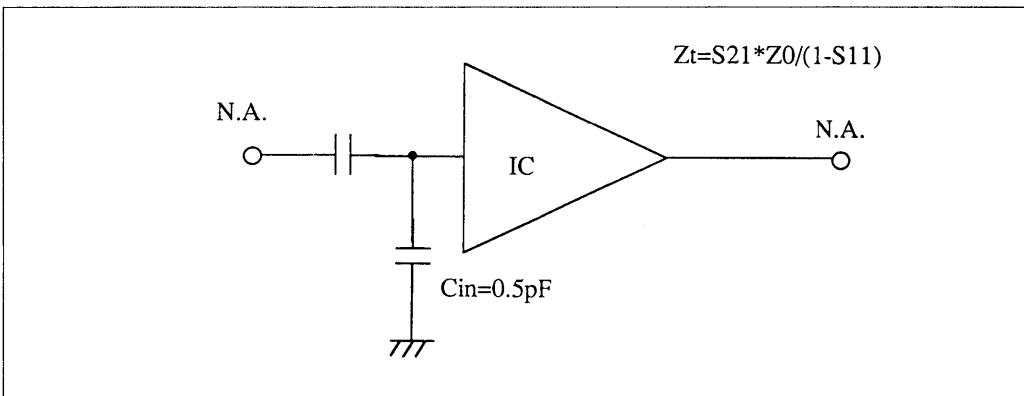 Zt=S21*Z0/(1-S11)
N.A.
N.A.
IC
Cin=0.5pF